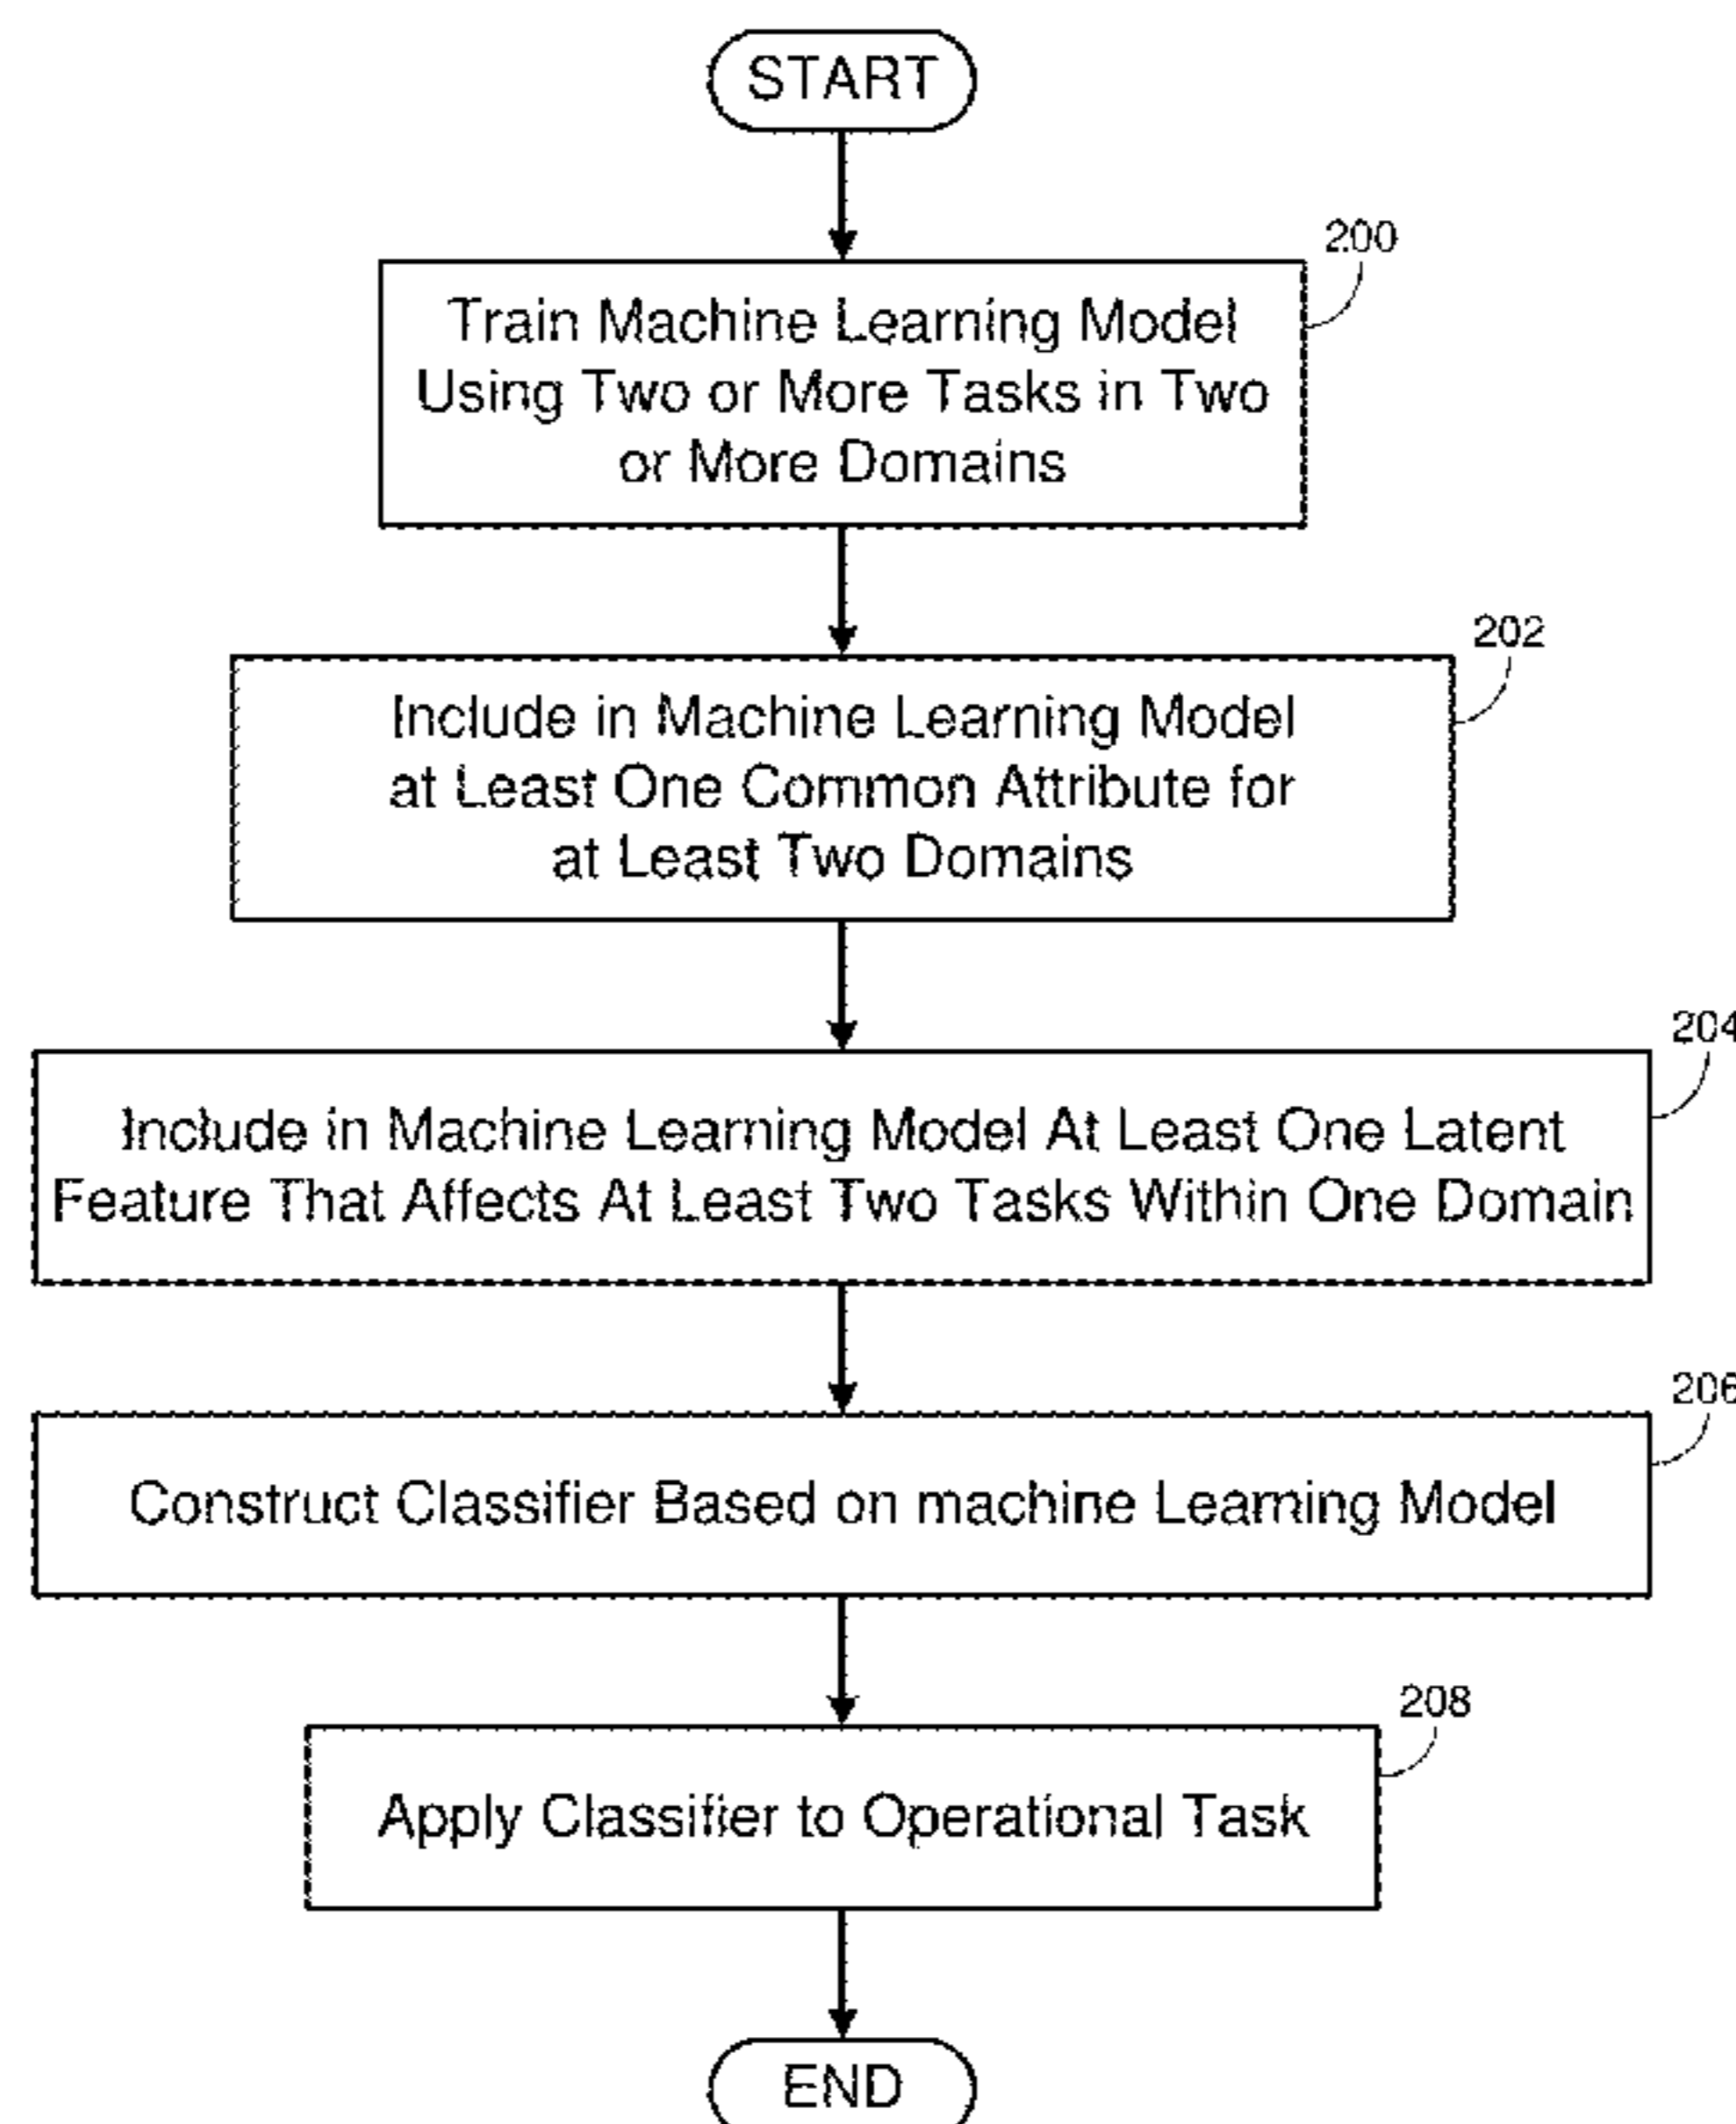 START
200
Train Machine Learning Model
Using Two or More Tasks in Two
or More Domains
202
Include in Machine Learning Model
at Least One Common Attribute for
at Least Two Domains
204
Include in Machine Learning Model At Least One Latent
Feature That Affects At Least Two Tasks Within One Domain
206
Construct Classifier Based on machine Learning Model
208
Apply Classifier to Operational Task
END